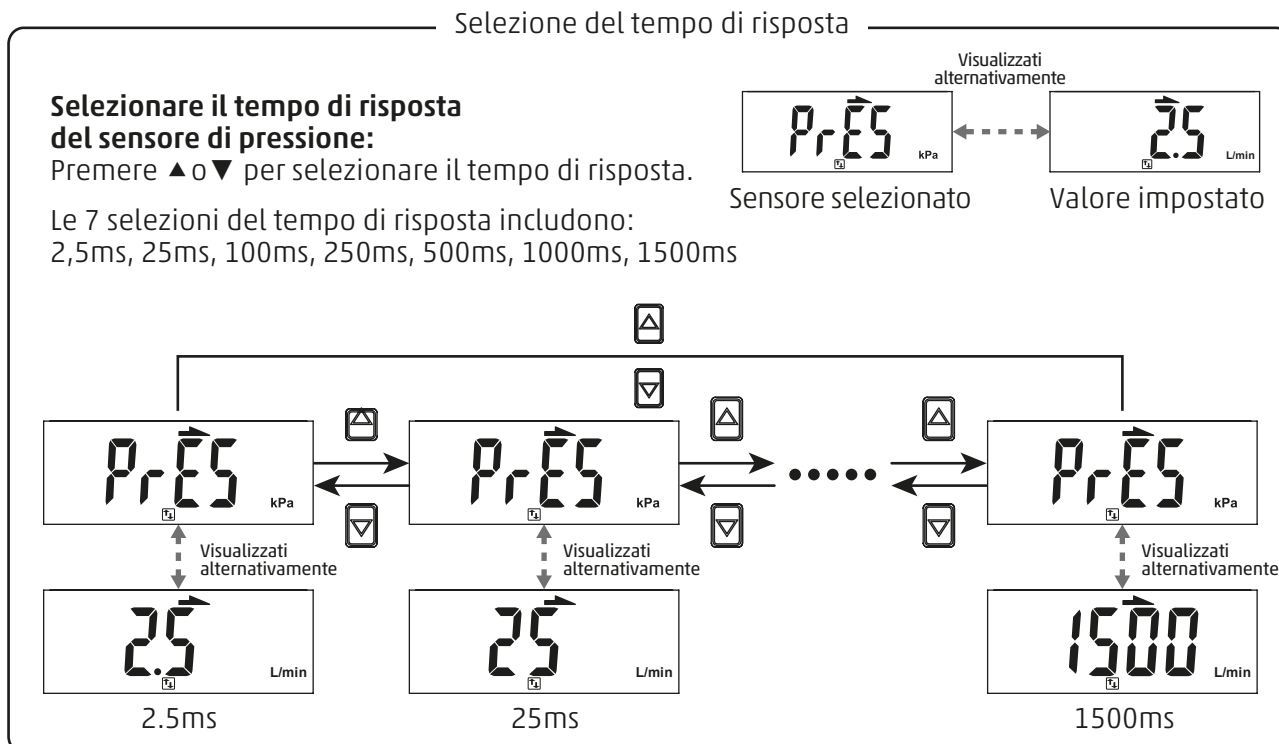 Selezione del tempo di risposta
Selezionare il tempo di risposta
del sensore di pressione:
Premere ▲ o ▼ per selezionare il tempo di risposta.
Le 7 selezioni del tempo di risposta includono:
2,5ms, 25ms, 100ms, 250ms, 500ms, 1000ms, 1500ms
Visualizzati
alternativamente
PrES kPa
2.5 L/min
Sensore selezionato
Valore impostato
PrES kPa
PrES kPa
PrES kPa
Visualizzati
alternativamente
Visualizzati
alternativamente
Visualizzati
alternativamente
2.5 L/min
25 L/min
1500 L/min
2.5ms
25ms
1500ms